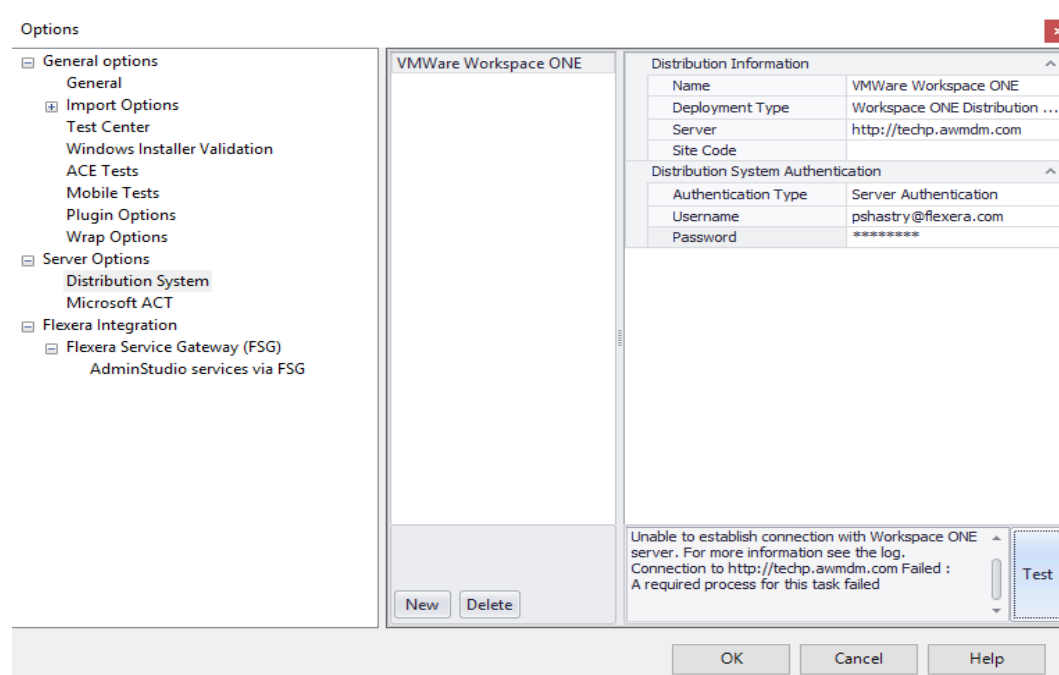 Options
General options
General
Import Options
Test Center
Windows Installer Validation
ACE Tests
Mobile Tests
Plugin Options
Wrap Options
Server Options
Distribution System
Microsoft ACT
Flexera Integration
Flexera Service Gateway (FSG)
AdminStudio services via FSG
VMWare Workspace ONE
New Delete
Distribution Information
Name VMWare Workspace ONE
Deployment Type Workspace ONE Distribution ...
Server http://techp.awmdm.com
Site Code
Distribution System Authentication
Authentication Type Server Authentication
Username pshastry@flexera.com
Password ********
Unable to establish connection with Workspace ONE
server. For more information see the log.
Connection to http://techp.awmdm.com Failed :
A required process for this task failed
Test
OK Cancel Help